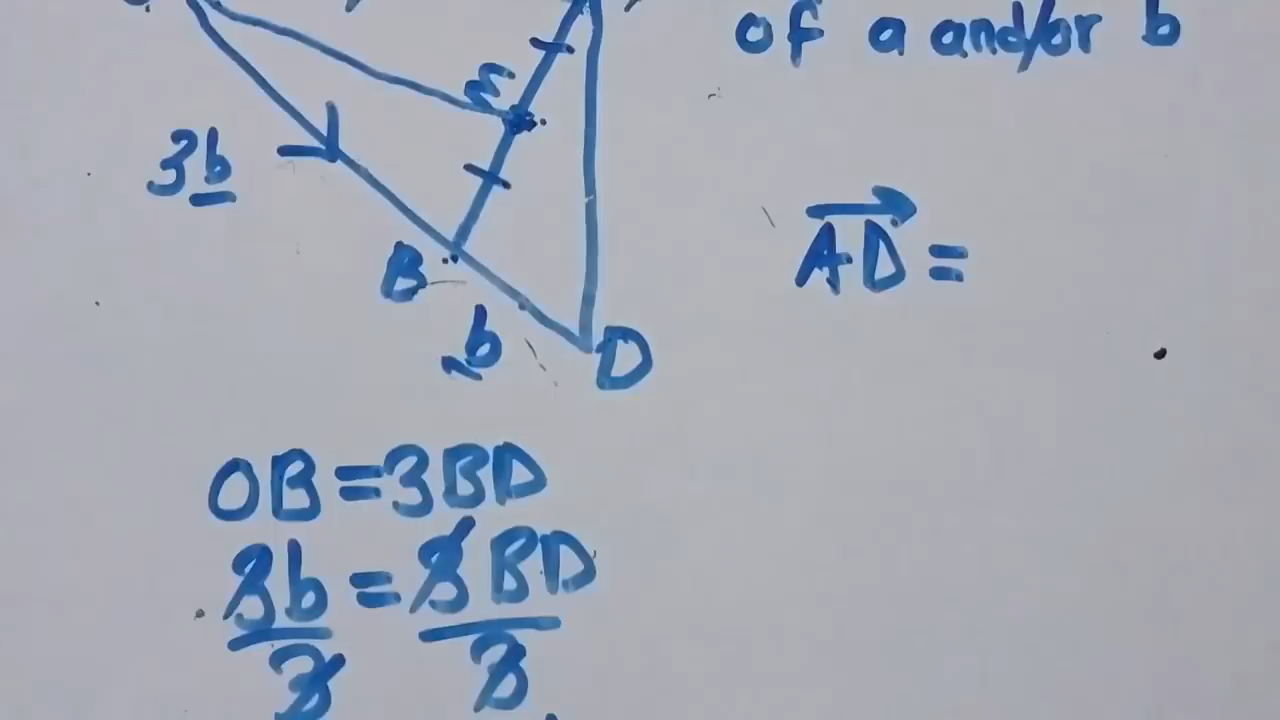 of a and/or b
E
3b
AD =
B
b
D
OB = 3BD
3b = 3BD
3 3